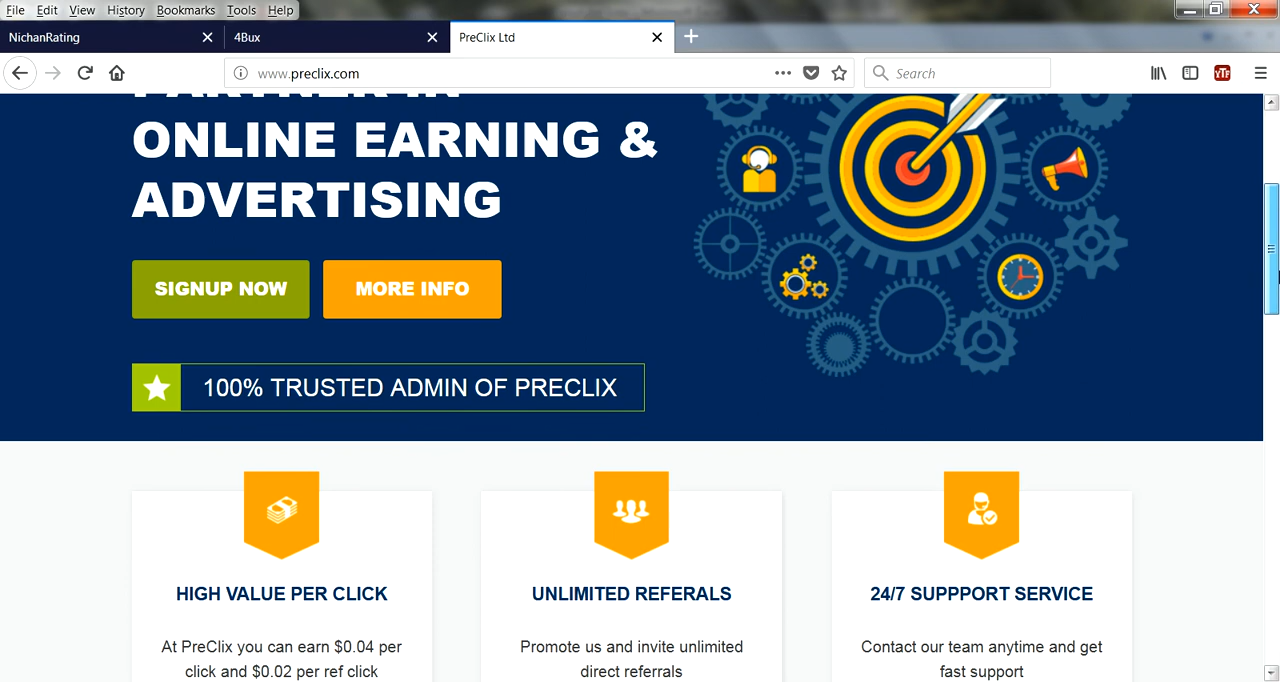 File Edit View History Bookmarks Tools Help
NichanRating
4Bux
PreClix Ltd
www.preclix.com
Search
YTF
PARTNER IN
ONLINE EARNING &
ADVERTISING
SIGNUP NOW
MORE INFO
100% TRUSTED ADMIN OF PRECLIX
HIGH VALUE PER CLICK
At PreClix you can earn $0.04 per
click and $0.02 per ref click
UNLIMITED REFERALS
Promote us and invite unlimited
direct referrals
24/7 SUPPPORT SERVICE
Contact our team anytime and get
fast support